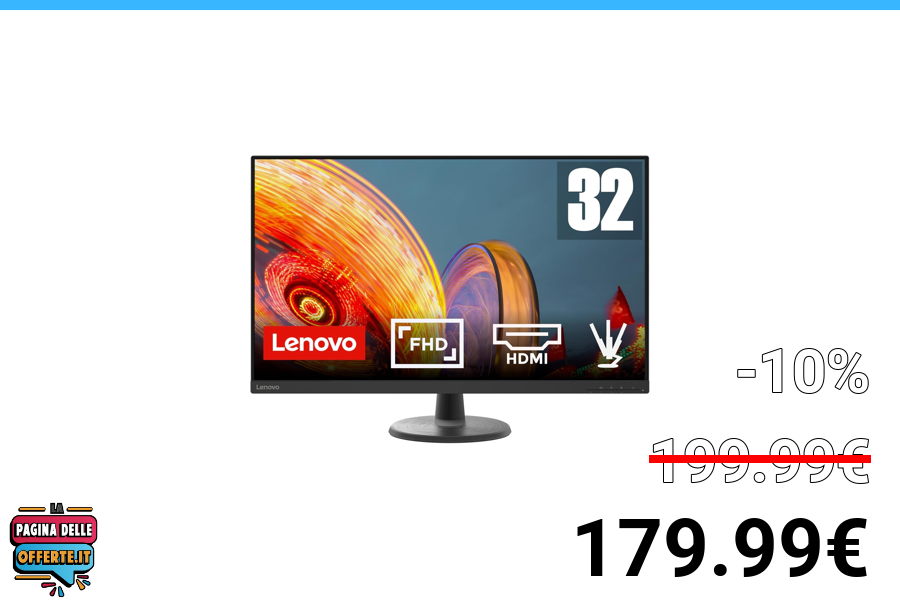 32
Lenovo
FHD
HDMI
Lenovo
-10%
199.99€
179.99€
LA
PAGINA DELLE
OFFERTE.IT